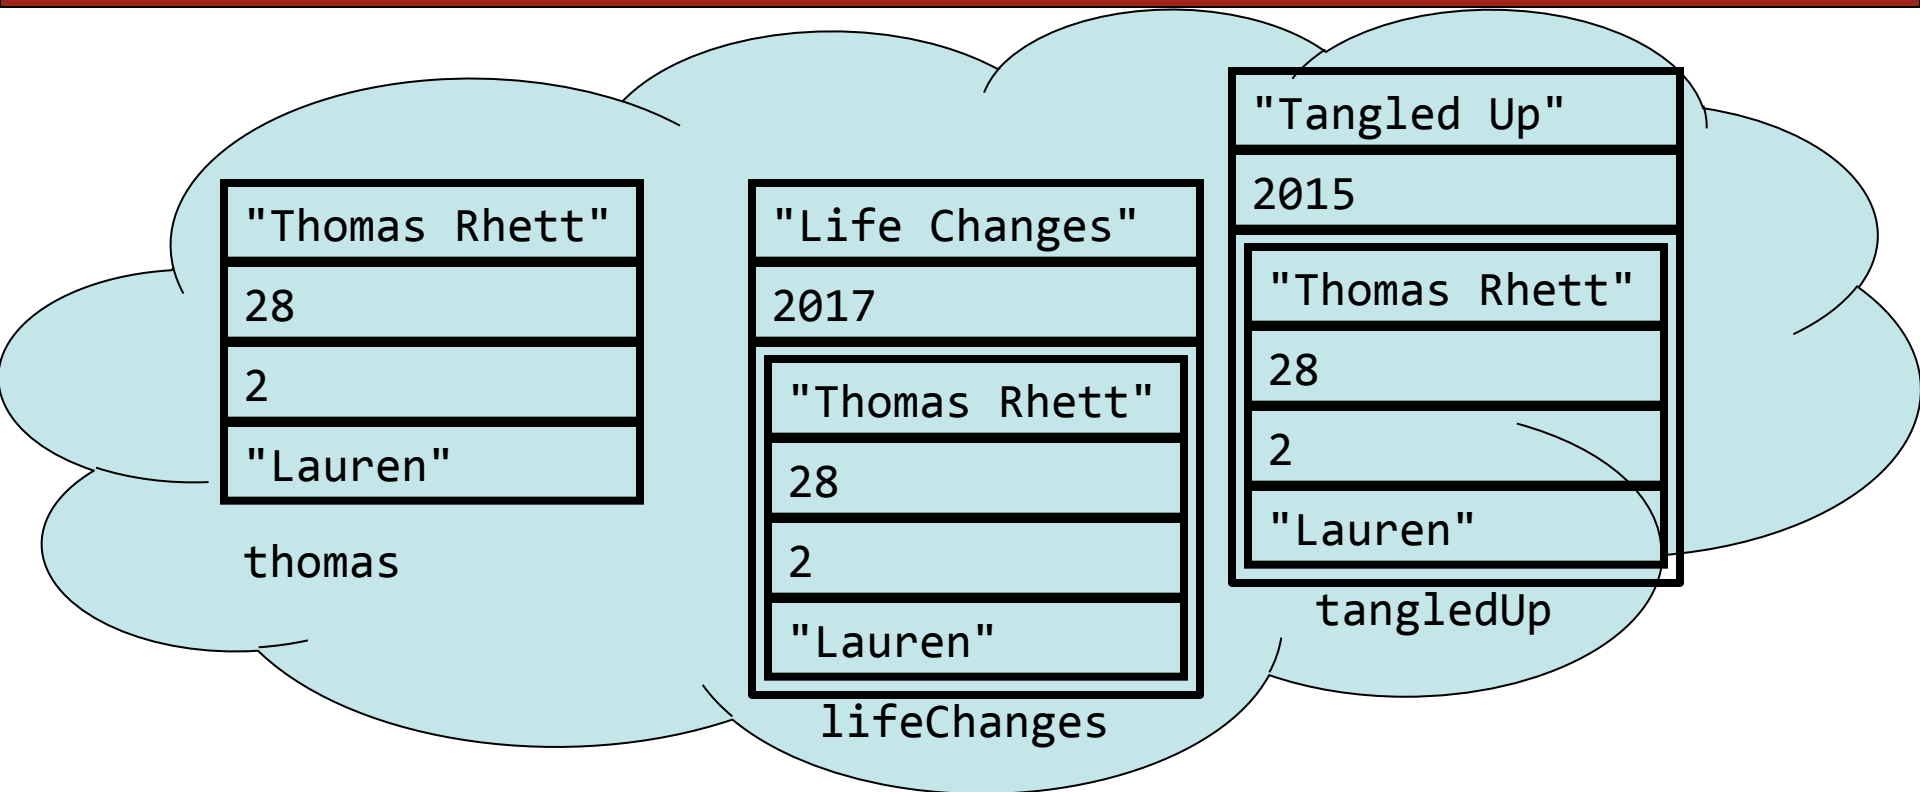 "Thomas Rhett"
28
2
"Lauren"
thomas
"Life Changes"
2017
"Thomas Rhett"
28
2
"Lauren"
lifeChanges
"Tangled Up"
2015
"Thomas Rhett"
28
2
"Lauren"
tangledUp